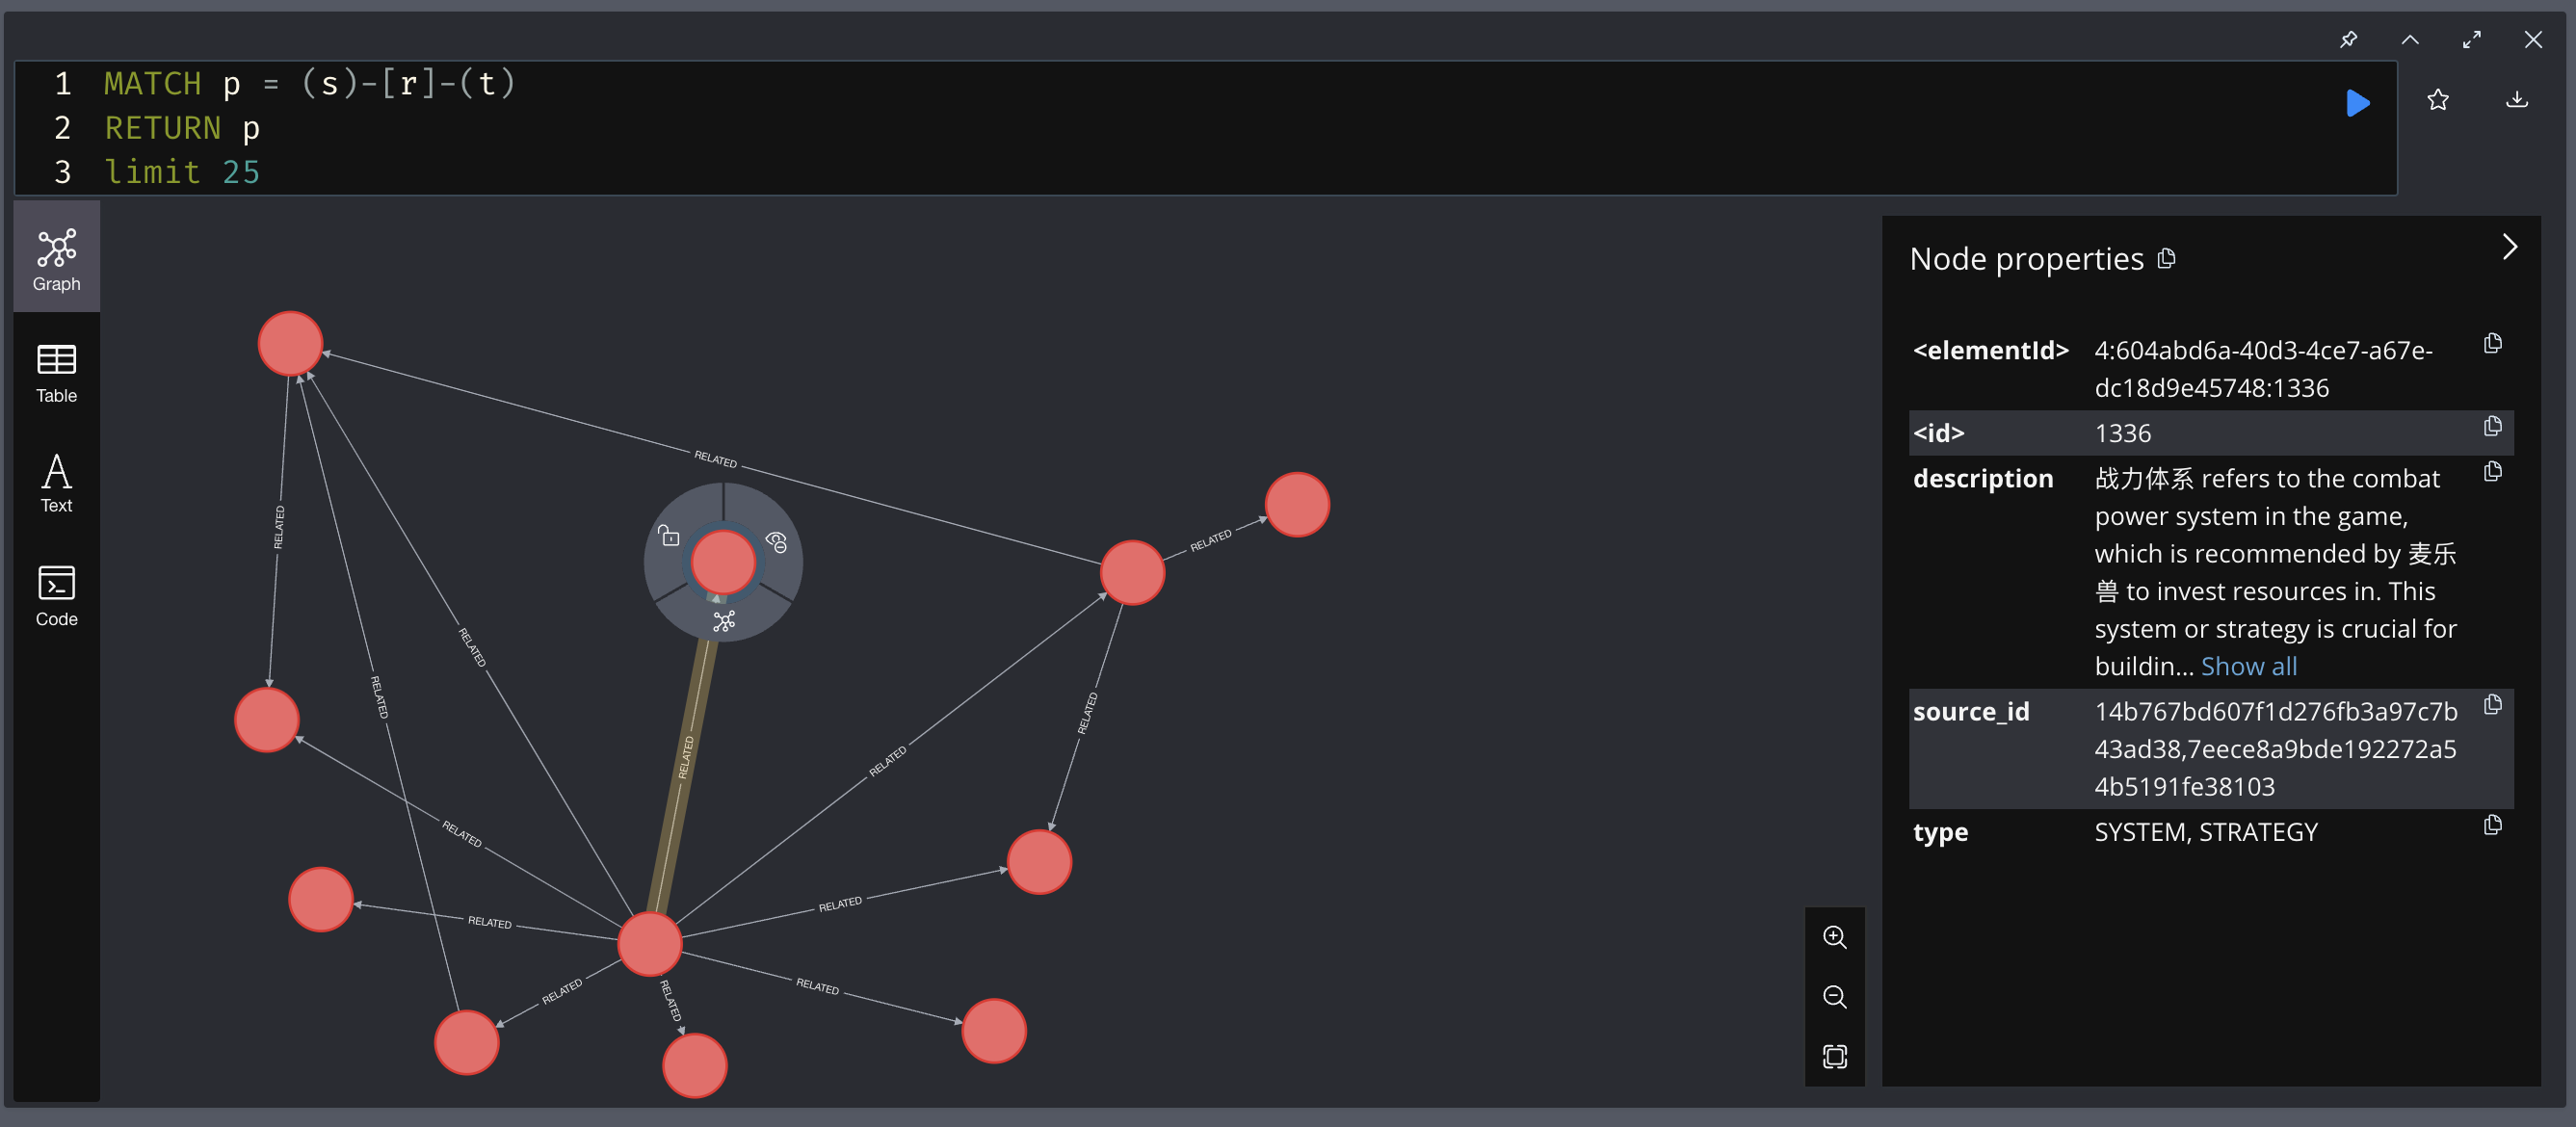 1 MATCH p = (s)-[r]-(t)
2 RETURN p
3 limit 25
Graph
Table
Text
Code
RELATED
RELATED
RELATED
RELATED
RELATED
RELATED
RELATED
RELATED
RELATED
RELATED
RELATED
RELATED
RELATED
RELATED
Node properties
<elementId> 4:604abd6a-40d3-4ce7-a67e-
dc18d9e45748:1336
<id> 1336
description 战力体系 refers to the combat
power system in the game,
which is recommended by 麦乐
兽 to invest resources in. This
system or strategy is crucial for
buildin... Show all
source_id 14b767bd607f1d276fb3a97c7b
43ad38,7eece8a9bde192272a5
4b5191fe38103
type SYSTEM, STRATEGY